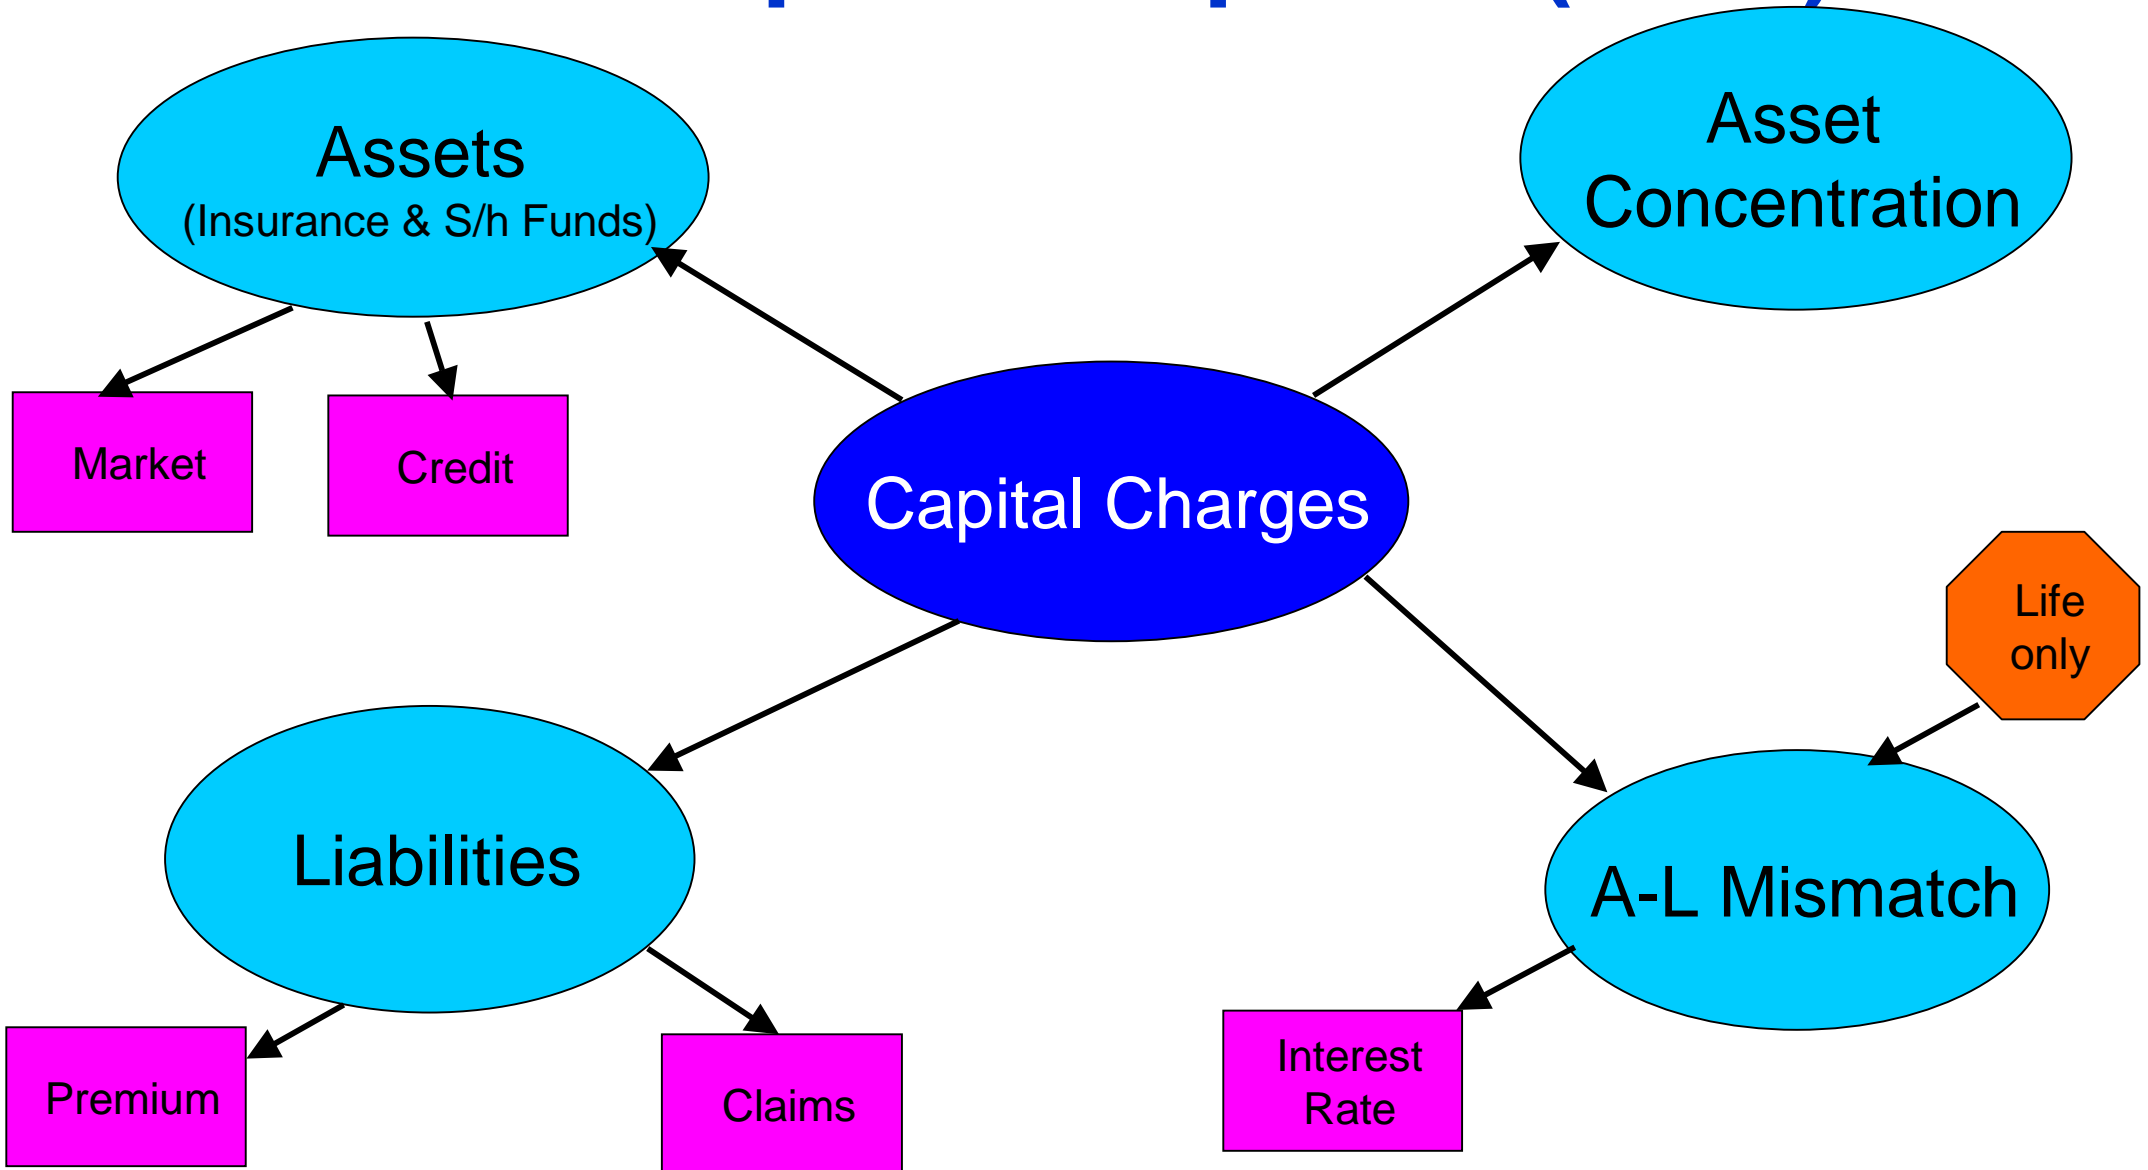 Assets
(Insurance & S/h Funds)
Asset
Concentration
Market
Credit
Capital Charges
Life
only
Liabilities
A-L Mismatch
Premium
Claims
Interest
Rate